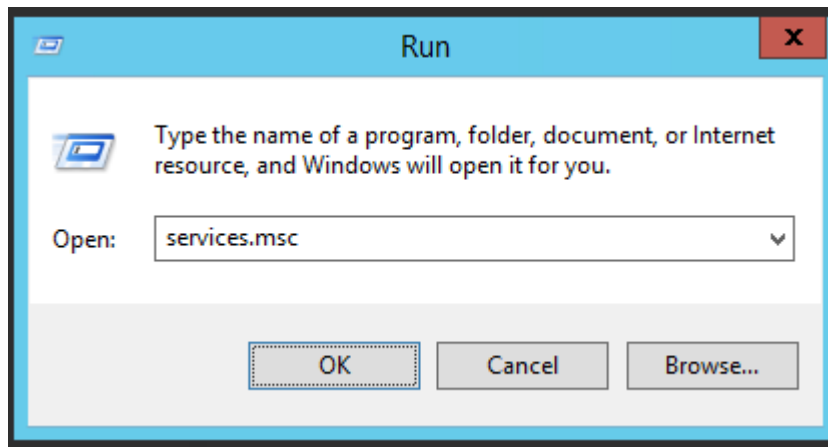 Run
Type the name of a program, folder, document, or Internet
resource, and Windows will open it for you.
Open: services.msc
OK Cancel Browse...